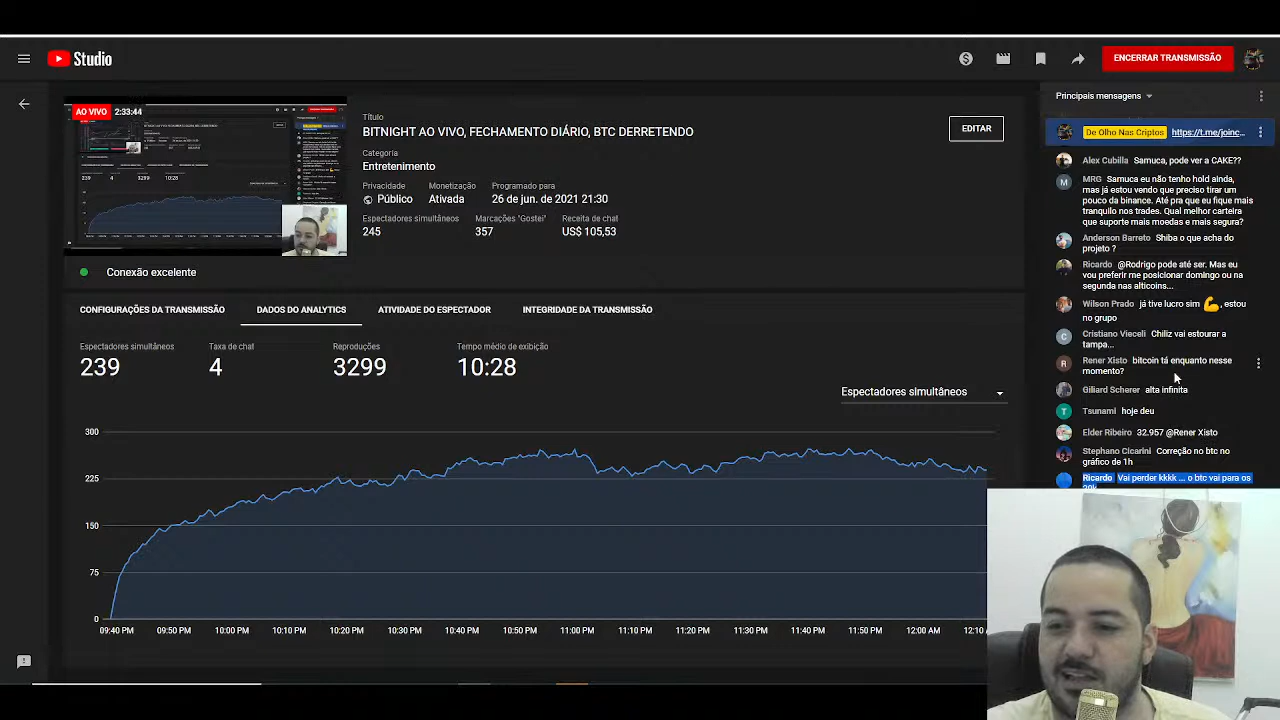 Studio
ENCERRAR TRANSMISSÃO
AO VIVO 2:33:44
Título
BITNIGHT AO VIVO, FECHAMENTO DIÁRIO, BTC DERRETENDO
EDITAR
Categoria
Entretenimento
Privacidade Monetização Programado para
Público Ativada 26 de jun. de 2021 21:30
Espectadores simultâneos Marcações "Gostei" Receita de chat
245 357 US$ 105,53
Conexão excelente
CONFIGURAÇÕES DA TRANSMISSÃO DADOS DO ANALYTICS ATIVIDADE DO ESPECTADOR INTEGRIDADE DA TRANSMISSÃO
Espectadores simultâneos Taxa de chat Reproduções Tempo médio de exibição
239 4 3299 10:28
Espectadores simultâneos
300
225
150
75
0
09:40 PM 09:50 PM 10:00 PM 10:10 PM 10:20 PM 10:30 PM 10:40 PM 10:50 PM 11:00 PM 11:10 PM 11:20 PM 11:30 PM 11:40 PM 11:50 PM 12:00 AM 12:10
Principais mensagens
De Olho Nas Criptos https://t.me/joinc...
Alex Cubilla Samuca, pode ver a CAKE??
MRG Samuca eu não tenho hold ainda,
mas já estou vendo que preciso tirar um
pouco da binance. Até pra que eu fique mais
tranquilo nos trades. Qual melhor carteira
que suporte mais moedas e mais segura?
Anderson Barreto Shiba o que acha do
projeto ?
Ricardo @Rodrigo pode até ser. Mas eu
vou preferir me posicionar domingo ou na
segunda nas alticoins...
Wilson Prado já tive lucro sim 💪, estou
no grupo
Cristiano Vieceli Chiliz vai estourar a
tampa...
Rener Xisto bitcoin tá enquanto nesse
momento?
Giliard Scherer alta infinita
Tsunami hoje deu
Elder Ribeiro 32.957 @Rener Xisto
Stephano Cicarini Correção no btc no
gráfico de 1h
Ricardo Vai perder kkkk ... o btc vai para os